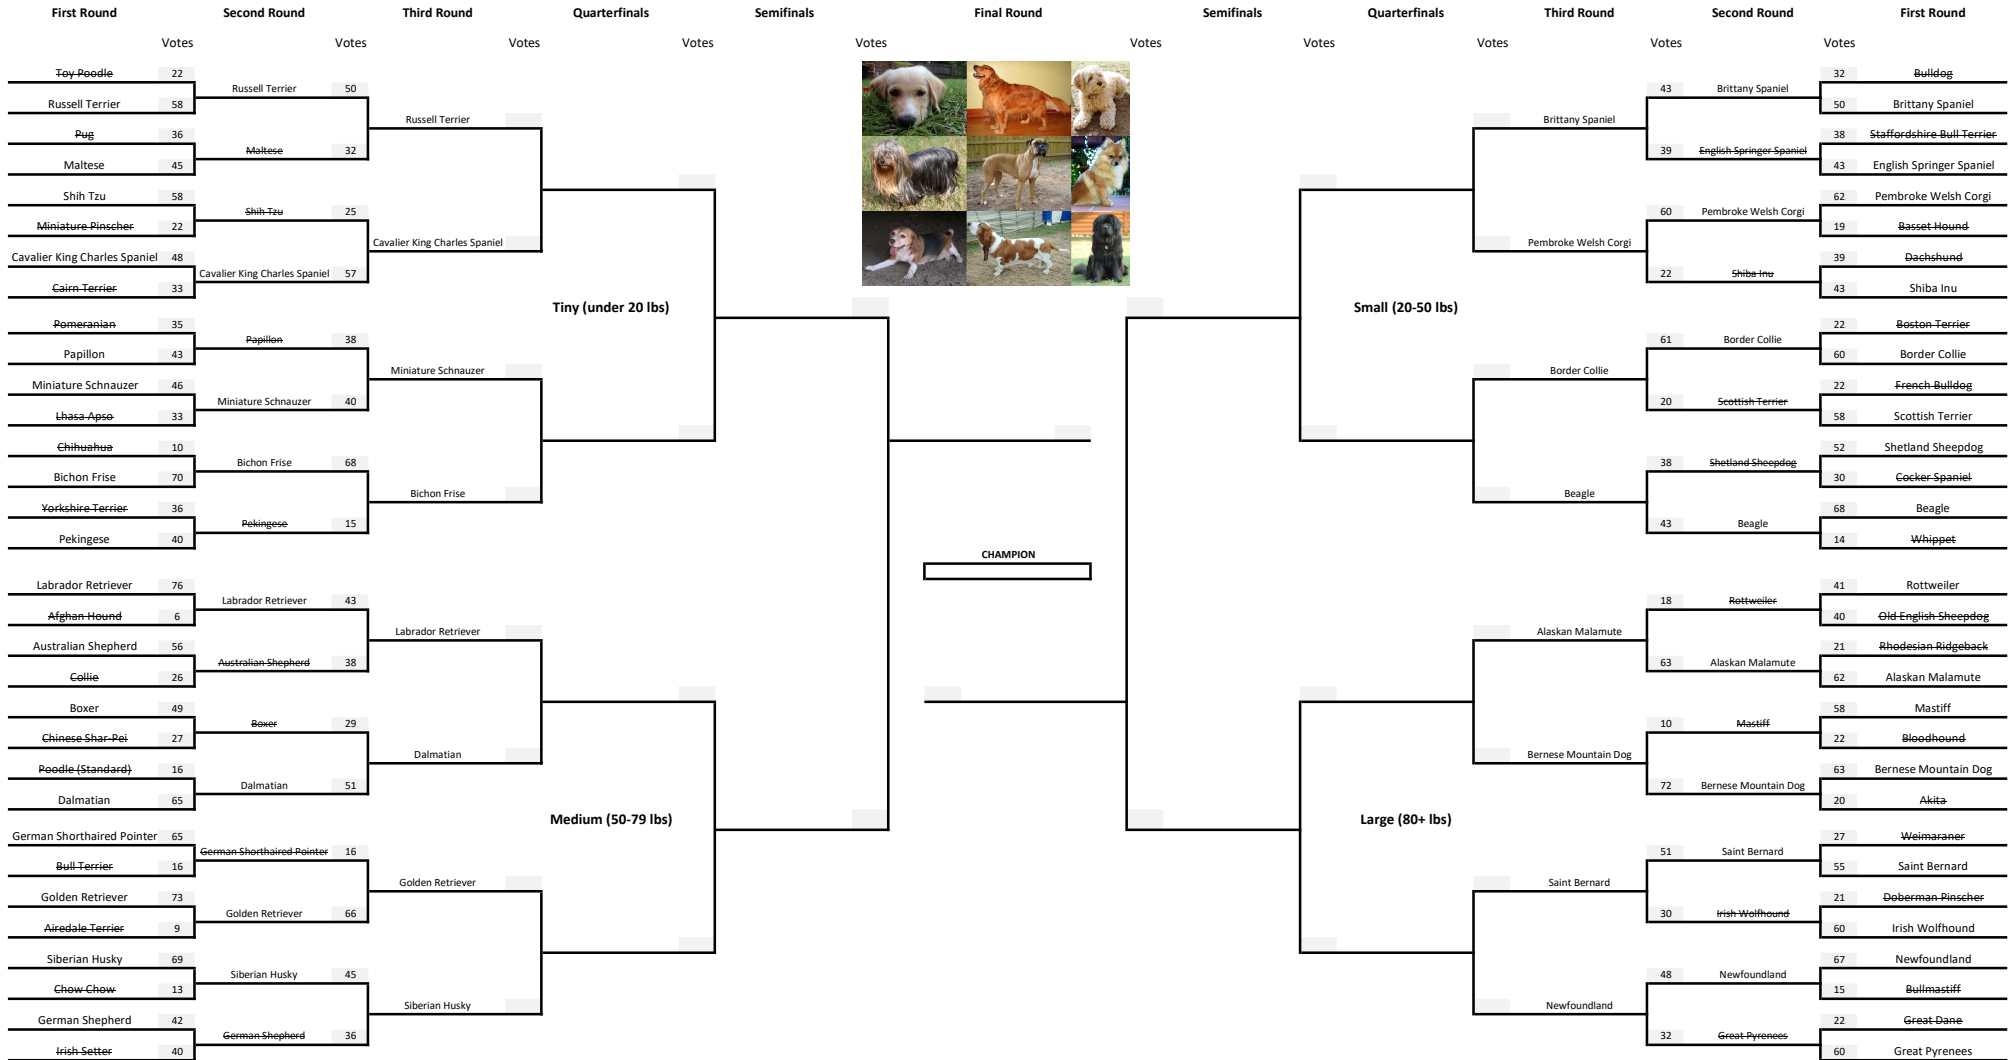 First Round Second Round Third Round Quarterfinals Semifinals Final Round Semifinals Quarterfinals Third Round Second Round First Round
Votes Votes Votes Votes Votes Votes Votes Votes Votes Votes
Toy Poodle 22
Russell Terrier 50
Russell Terrier 58
Russell Terrier
Pug 36
Maltese 32
Maltese 45
Shih Tzu 58
Shih Tzu 25
Miniature Pinscher 22
Cavalier King Charles Spaniel
Cavalier King Charles Spaniel 48
Cavalier King Charles Spaniel 57
Cairn Terrier 33
Tiny (under 20 lbs)
Pomeranian 35
Papillon 38
Papillon 43
Miniature Schnauzer
Miniature Schnauzer 46
Miniature Schnauzer 40
Lhasa Apso 33
Chihuahua 10
Bichon Frise 68
Bichon Frise 70
Bichon Frise
Yorkshire Terrier 36
Pekingese 15
Pekingese 40
Labrador Retriever 76
Labrador Retriever 43
Afghan Hound 6
Labrador Retriever
Australian Shepherd 56
Australian Shepherd 38
Collie 26
Boxer 49
Boxer 29
Chinese Shar-Pei 27
Dalmatian
Poodle (Standard) 16
Dalmatian 51
Dalmatian 65
Medium (50-79 lbs)
German Shorthaired Pointer 65
German Shorthaired Pointer 16
Bull Terrier 16
Golden Retriever
Golden Retriever 73
Golden Retriever 66
Airedale Terrier 9
Siberian Husky 69
Siberian Husky 45
Chow Chow 13
Siberian Husky
German Shepherd 42
German Shepherd 36
Irish Setter 40
CHAMPION
32 Bulldog
43 Brittany Spaniel
50 Brittany Spaniel
Brittany Spaniel
38 Staffordshire Bull Terrier
39 English Springer Spaniel
43 English Springer Spaniel
62 Pembroke Welsh Corgi
60 Pembroke Welsh Corgi
19 Basset Hound
Pembroke Welsh Corgi
39 Dachshund
22 Shiba Inu
43 Shiba Inu
Small (20-50 lbs)
22 Boston Terrier
61 Border Collie
60 Border Collie
Border Collie
22 French Bulldog
20 Scottish Terrier
58 Scottish Terrier
52 Shetland Sheepdog
38 Shetland Sheepdog
30 Cocker Spaniel
Beagle
68 Beagle
43 Beagle
14 Whippet
41 Rottweiler
18 Rottweiler
40 Old English Sheepdog
Alaskan Malamute
21 Rhodesian Ridgeback
63 Alaskan Malamute
62 Alaskan Malamute
58 Mastiff
10 Mastiff
22 Bloodhound
Bernese Mountain Dog
63 Bernese Mountain Dog
72 Bernese Mountain Dog
20 Akita
Large (80+ lbs)
27 Weimaraner
51 Saint Bernard
55 Saint Bernard
Saint Bernard
21 Doberman Pinscher
30 Irish Wolfhound
60 Irish Wolfhound
67 Newfoundland
48 Newfoundland
15 Bullmastiff
Newfoundland
22 Great Dane
32 Great Pyrenees
60 Great Pyrenees